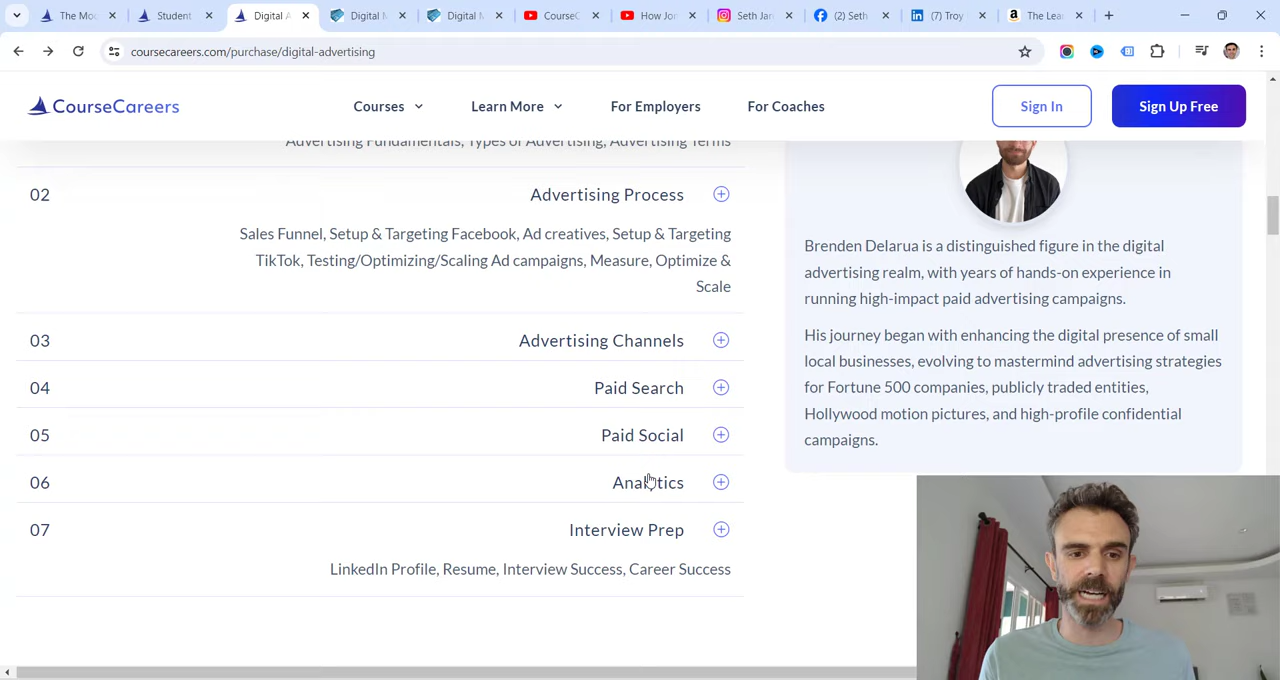 The Moc
Student
Digital A
Digital M
Digital M
CourseC
How Jor
Seth Jar
(2) Seth
(7) Troy
The Lea
coursecareers.com/purchase/digital-advertising
CourseCareers
Courses
Learn More
For Employers
For Coaches
Sign In
Sign Up Free
Advertising Fundamentals, Types of Advertising, Advertising Terms
02
Advertising Process
Sales Funnel, Setup & Targeting Facebook, Ad creatives, Setup & Targeting
TikTok, Testing/Optimizing/Scaling Ad campaigns, Measure, Optimize &
Scale
03
Advertising Channels
04
Paid Search
05
Paid Social
06
Analytics
07
Interview Prep
LinkedIn Profile, Resume, Interview Success, Career Success
Brenden Delarua is a distinguished figure in the digital
advertising realm, with years of hands-on experience in
running high-impact paid advertising campaigns.
His journey began with enhancing the digital presence of small
local businesses, evolving to mastermind advertising strategies
for Fortune 500 companies, publicly traded entities,
Hollywood motion pictures, and high-profile confidential
campaigns.